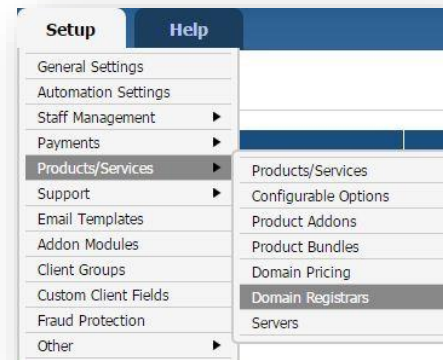 Setup Help
General Settings
Automation Settings
Staff Management
Payments
Products/Services
Support
Email Templates
Addon Modules
Client Groups
Custom Client Fields
Fraud Protection
Other
Products/Services
Configurable Options
Product Addons
Product Bundles
Domain Pricing
Domain Registrars
Servers